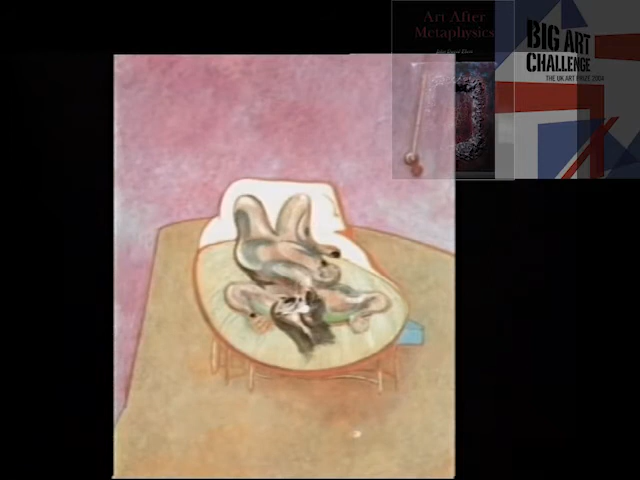 Art After
Metaphysics
BIG ART
CHALLENGE
THE UK ART PRIZE 2004